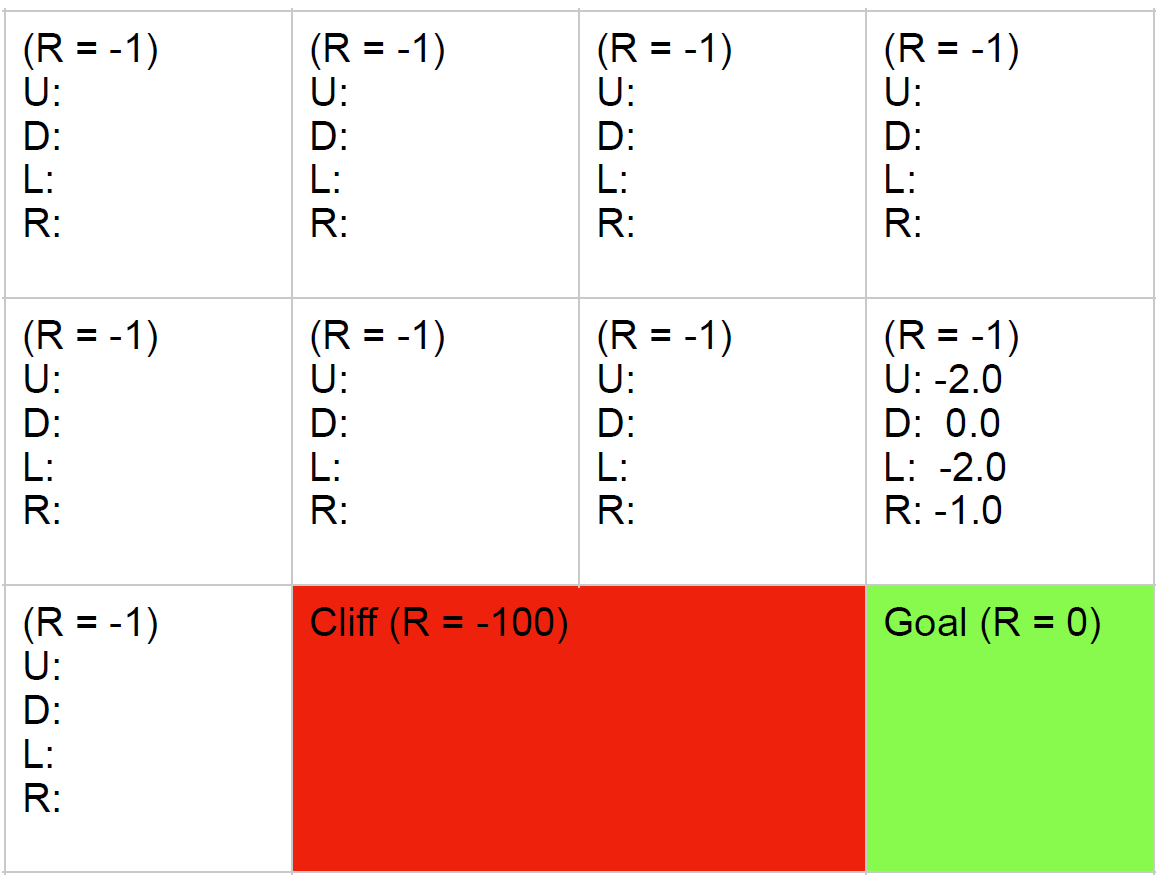 (R = -1)
U:
D:
L:
R:
(R = -1)
U:
D:
L:
R:
(R = -1)
U:
D:
L:
R:
(R = -1)
U:
D:
L:
R:
(R = -1)
U:
D:
L:
R:
(R = -1)
U:
D:
L:
R:
(R = -1)
U:
D:
L:
R:
(R = -1)
U: -2.0
D: 0.0
L: -2.0
R: -1.0
(R = -1)
U:
D:
L:
R:
Cliff (R = -100)
Goal (R = 0)